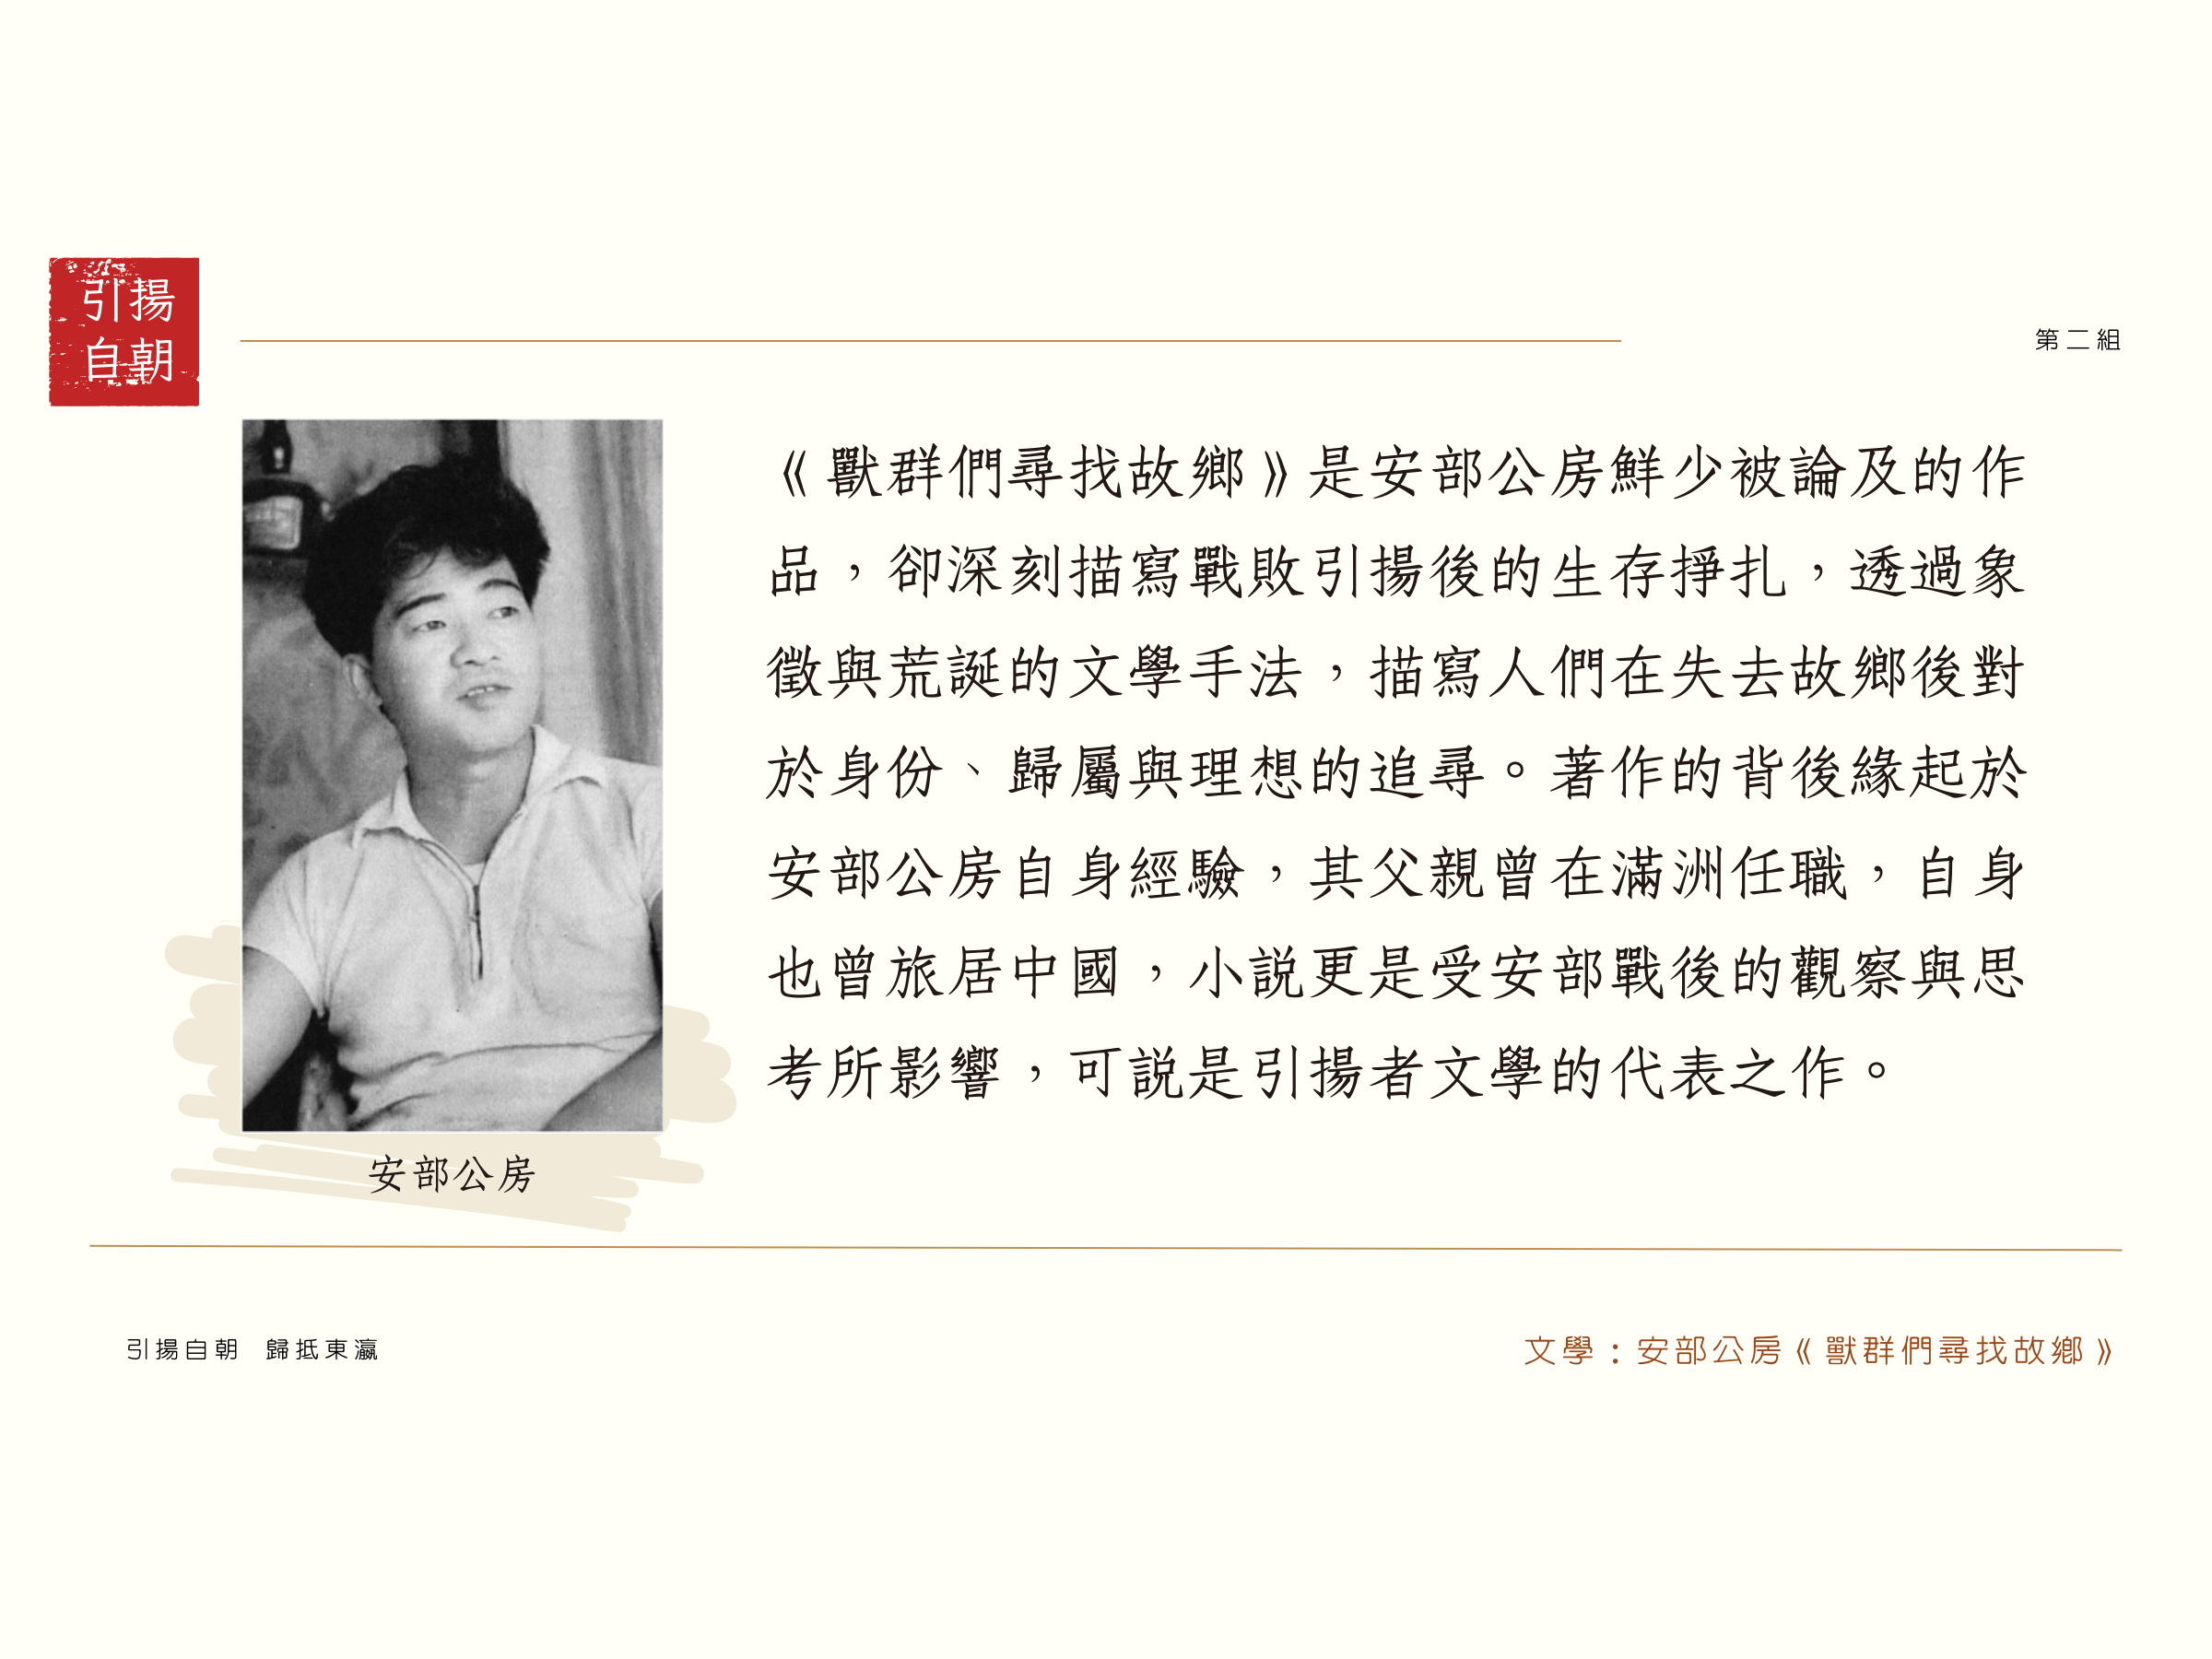 引揚
自朝
第二組
《獸群們尋找故鄉》是安部公房鮮少被論及的作
品，卻深刻描寫戰敗引揚後的生存掙扎，透過象
徵與荒誕的文學手法，描寫人們在失去故鄉後對
於身份、歸屬與理想的追尋。著作的背後緣起於
安部公房自身經驗，其父親曾在滿洲任職，自身
也曾旅居中國，小說更是受安部戰後的觀察與思
考所影響，可說是引揚者文學的代表之作。
安部公房
引揚自朝　歸抵東瀛
文學：安部公房《獸群們尋找故鄉》